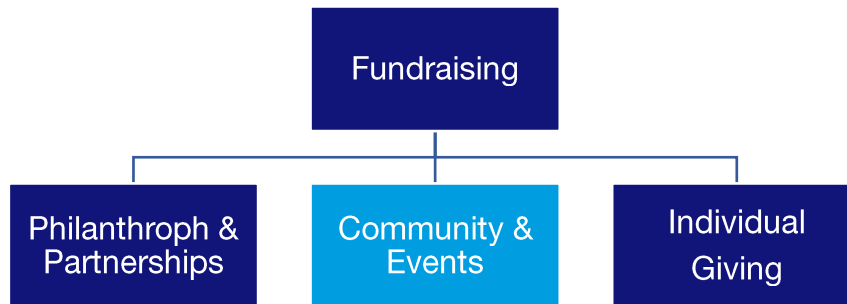 Fundraising
Philanthroph &
Partnerships
Community &
Events
Individual
Giving